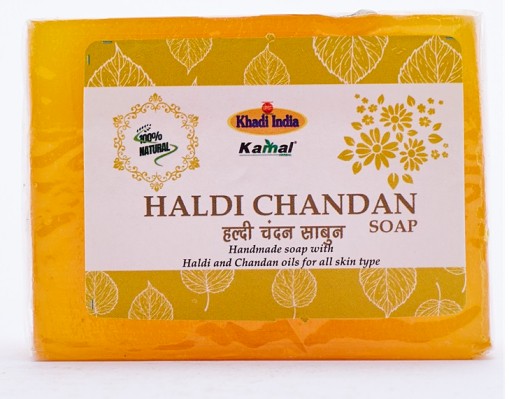 100%
NATURAL
Khadi India
Kamal
HALDI CHANDAN
हल्दी चंदन साबुन SOAP
Handmade soap with
Haldi and Chandan oils for all skin type